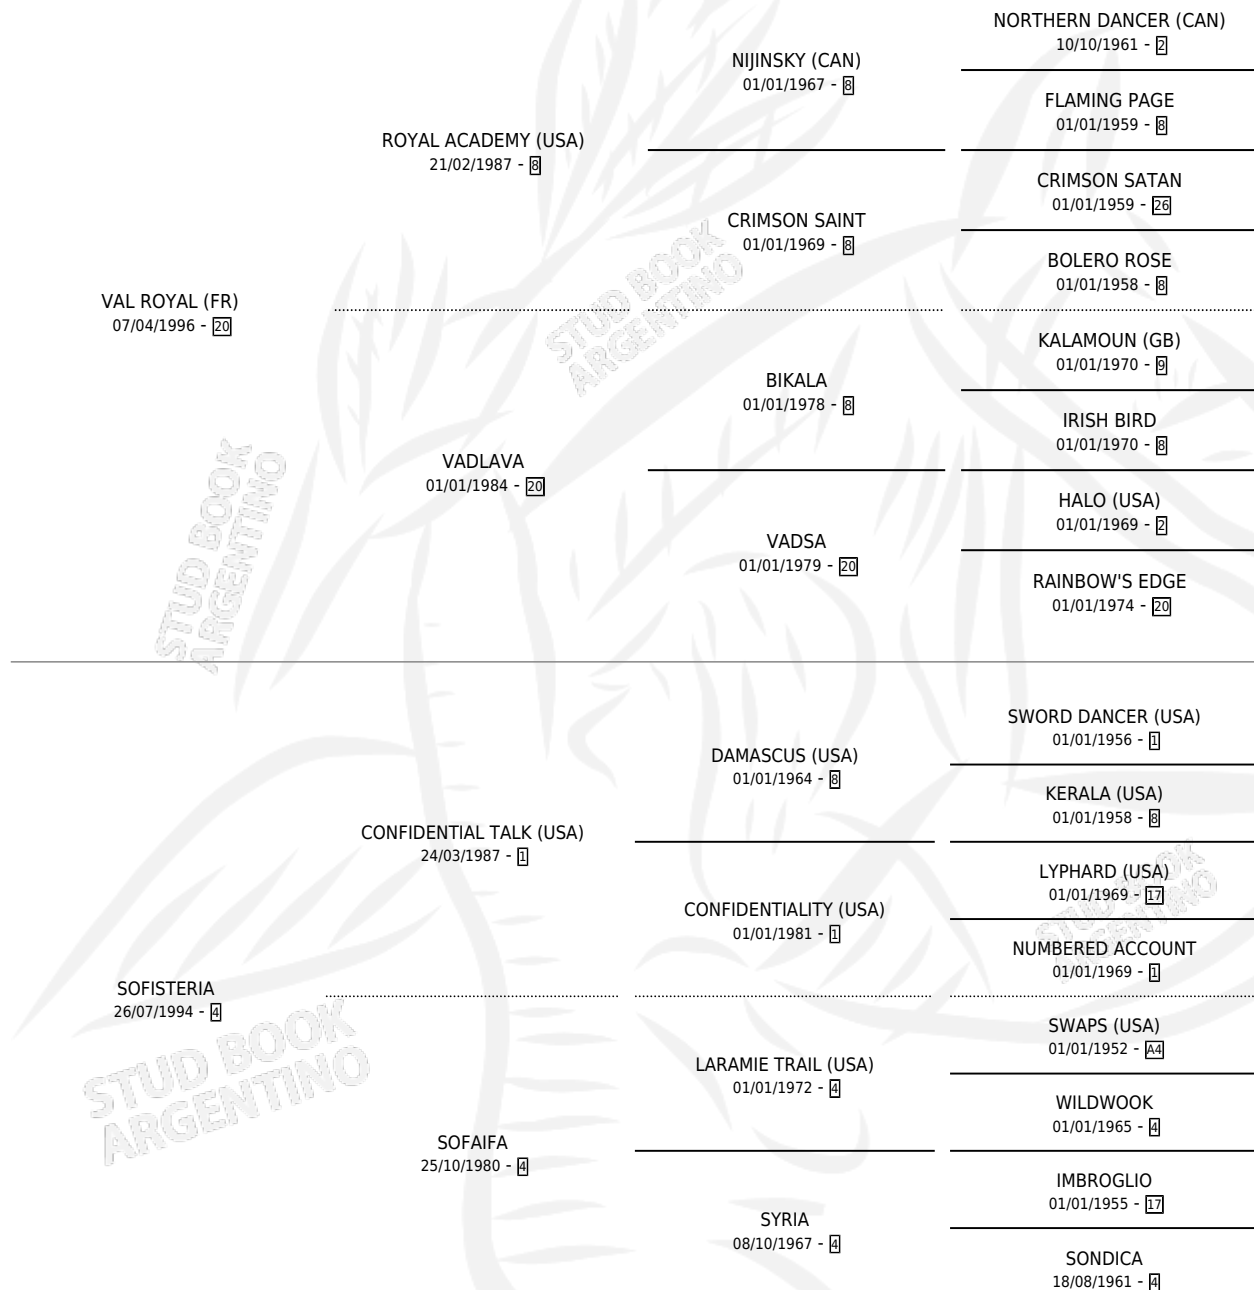 NORTHERN DANCER (CAN)
10/10/1961 - 2
NIJINSKY (CAN)
01/01/1967 - 8
FLAMING PAGE
01/01/1959 - 8
ROYAL ACADEMY (USA)
21/02/1987 - 8
CRIMSON SATAN
01/01/1959 - 26
CRIMSON SAINT
01/01/1969 - 8
BOLERO ROSE
01/01/1958 - 8
VAL ROYAL (FR)
07/04/1996 - 20
KALAMOUN (GB)
01/01/1970 - 9
BIKALA
01/01/1978 - 8
IRISH BIRD
01/01/1970 - 8
VADLAVA
01/01/1984 - 20
HALO (USA)
01/01/1969 - 2
VADSA
01/01/1979 - 20
RAINBOW'S EDGE
01/01/1974 - 20
SWORD DANCER (USA)
01/01/1956 - 1
DAMASCUS (USA)
01/01/1964 - 8
KERALA (USA)
01/01/1958 - 8
CONFIDENTIAL TALK (USA)
24/03/1987 - 1
LYPHARD (USA)
01/01/1969 - 17
CONFIDENTIALITY (USA)
01/01/1981 - 1
NUMBERED ACCOUNT
01/01/1969 - 1
SOFISTERIA
26/07/1994 - 4
SWAPS (USA)
01/01/1952 - A4
LARAMIE TRAIL (USA)
01/01/1972 - 4
WILDWOOK
01/01/1965 - 4
SOFAIFA
25/10/1980 - 4
IMBROGLIO
01/01/1955 - 17
SYRIA
08/10/1967 - 4
SONDICA
18/08/1961 - 4
STUD BOOK
ARGENTINO
STUD BOOK
ARGENTINO
STUD BOOK
ARGENTINO
STUD BOOK
ARGENTINO